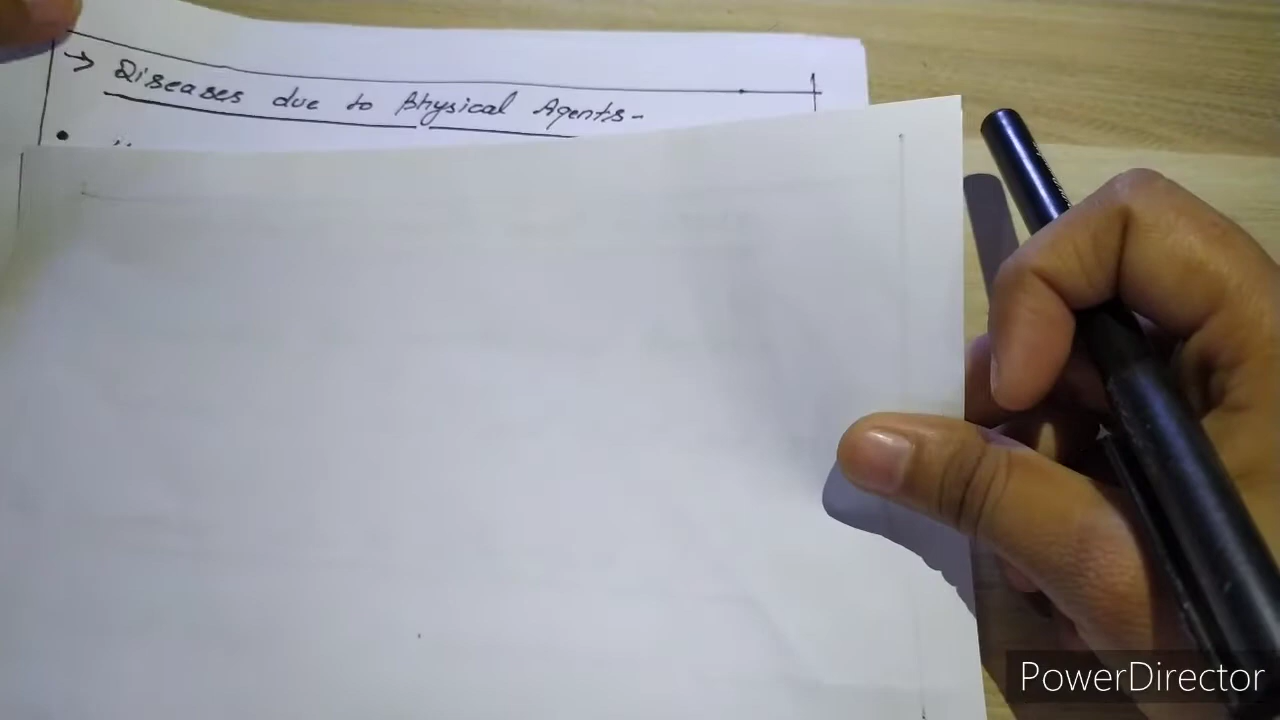 → Diseases due to Physical Agents-
PowerDirector